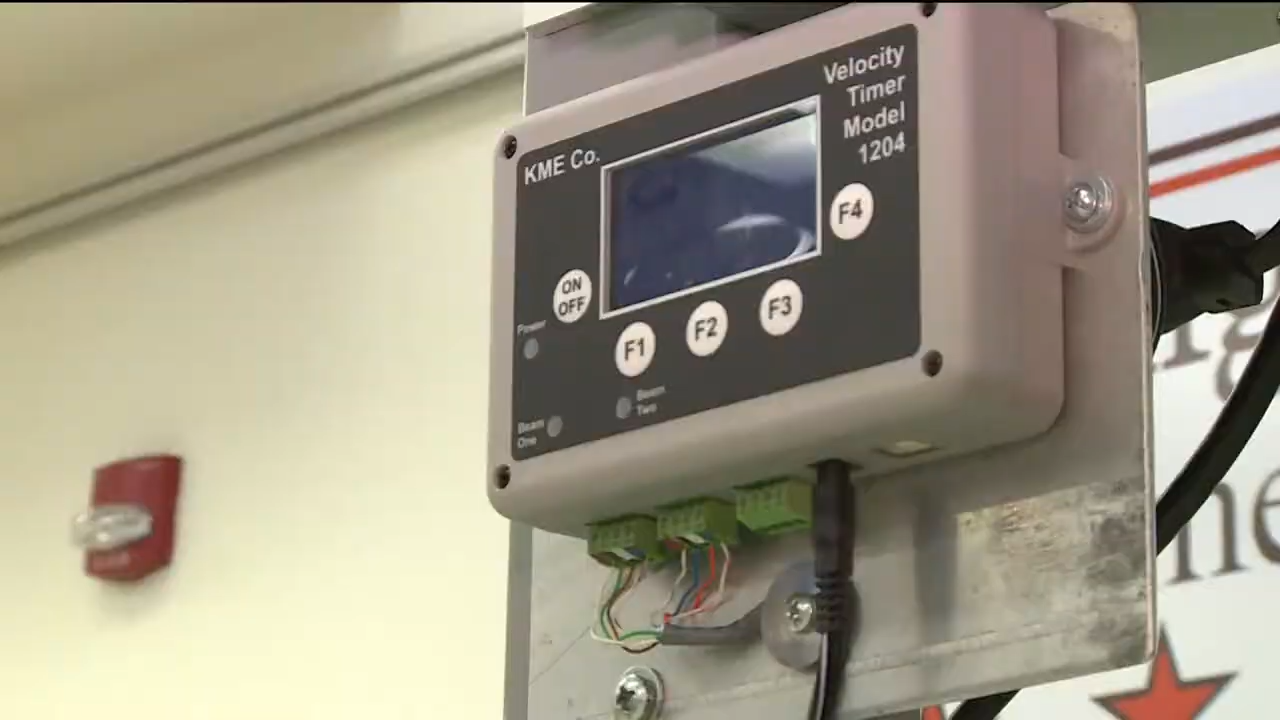 Velocity
Timer
Model
1204
KME Co.
F4
ON
OFF
F3
F2
F1
Power
Beam
Two
Beam
One